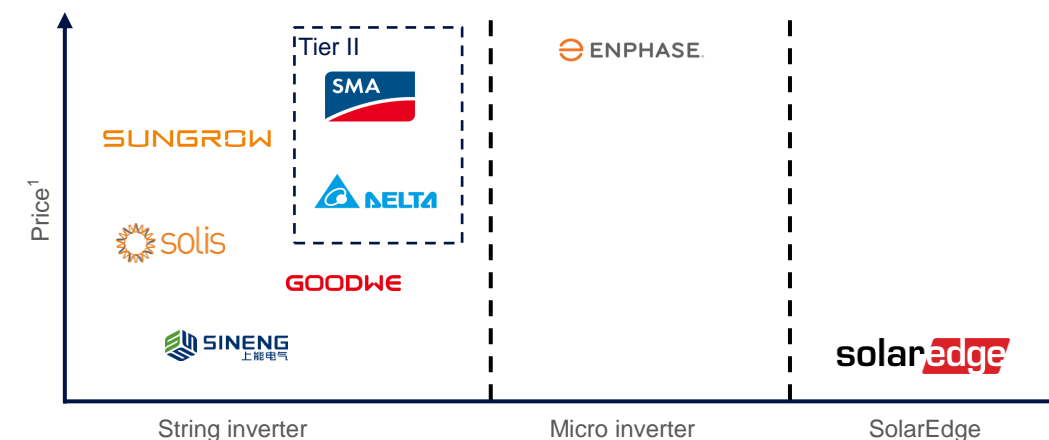 Tier II
ENPHASE.
SMA
SUNGROW
Price1
DELTA
solis
GOODWE
SINENG
上能电气
solaredge
String inverter
Micro inverter
SolarEdge